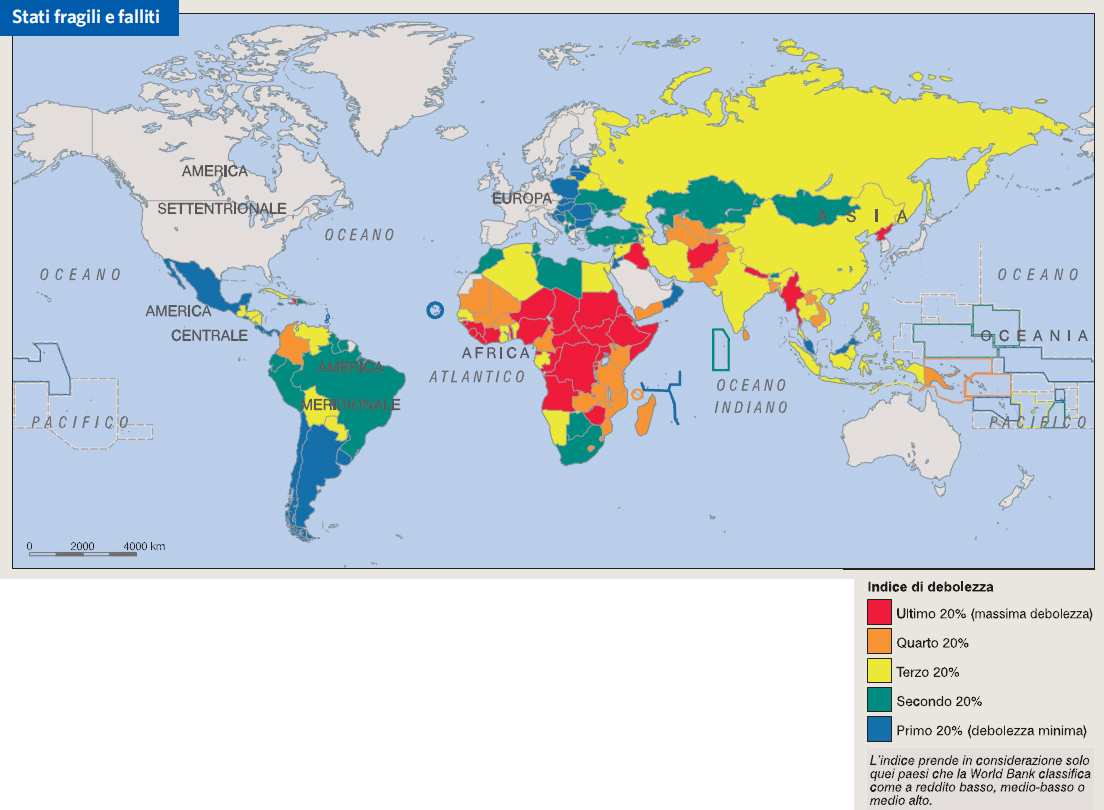 Stati fragili e falliti
AMERICA
SETTENTRIONALE
EUROPA
ASIA
OCEANO
OCEANO
OCEANO
AMERICA
CENTRALE
OCEANIA
AFRICA
AMERICA
ATLANTICO
OCEANO
MERIDIONALE
INDIANO
PACIFICO
PACIFICO
0 2000 4000 km
Indice di debolezza
Ultimo 20% (massima debolezza)
Quarto 20%
Terzo 20%
Secondo 20%
Primo 20% (debolezza minima)
L'indice prende in considerazione solo
quei paesi che la World Bank classifica
come a reddito basso, medio-basso o
medio alto.